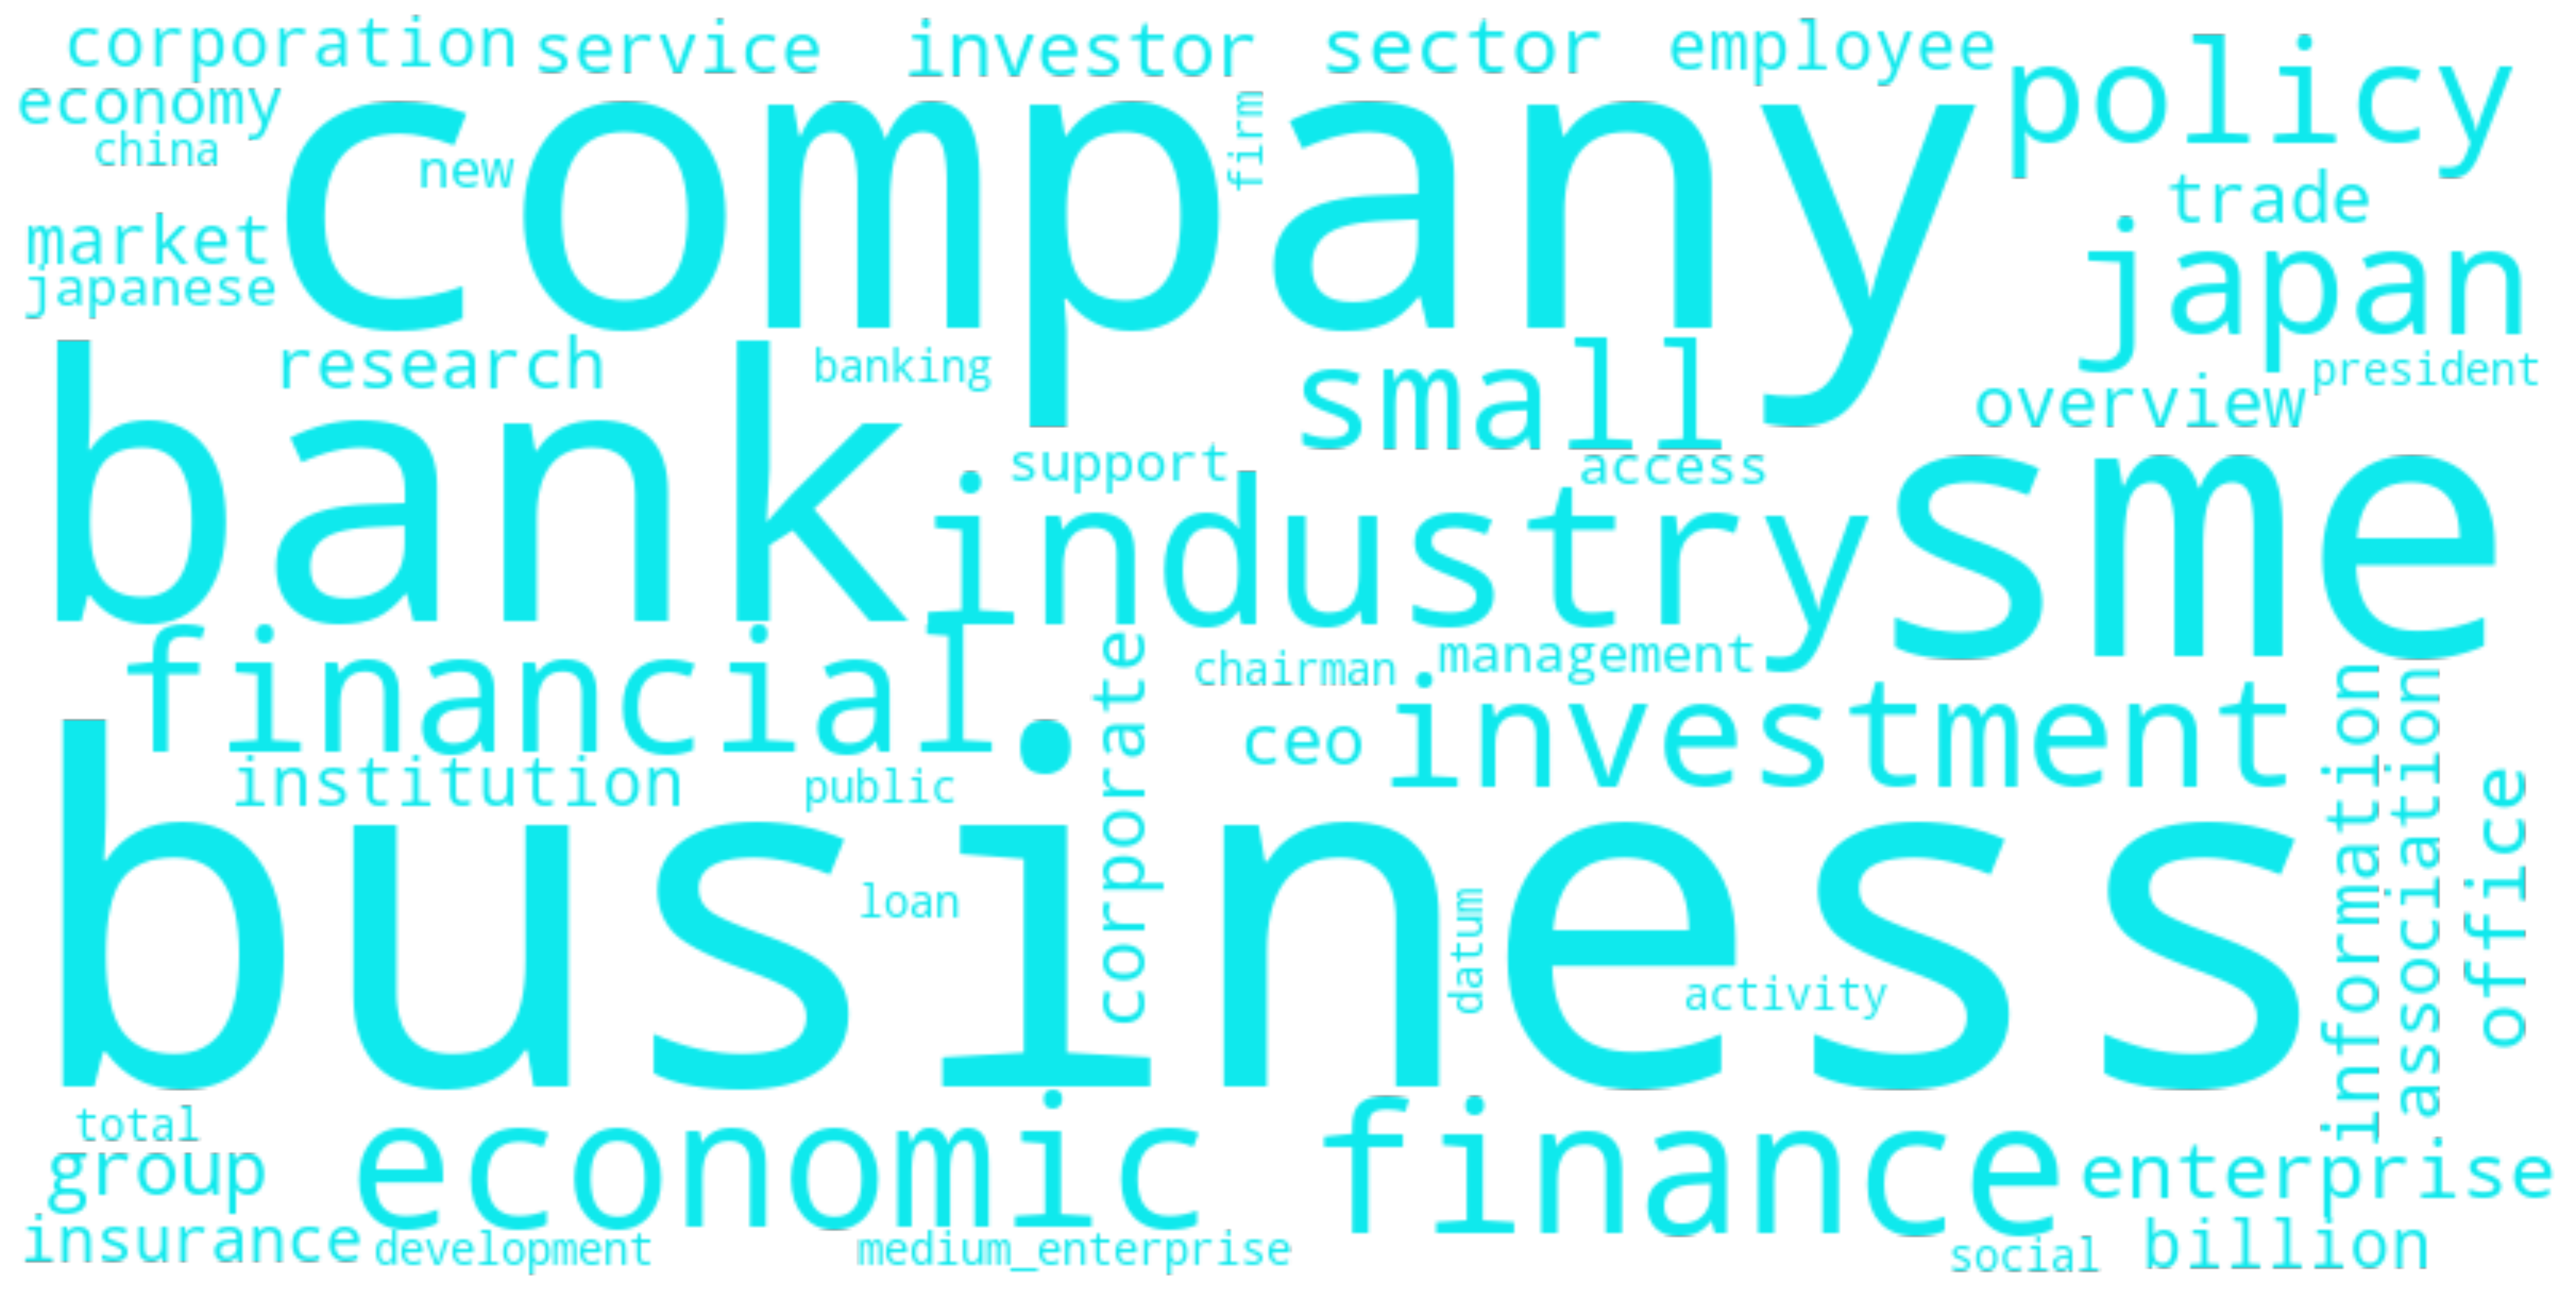 corporation service investor sector employee policy
economy company
china new firm
trade
market japan
japanese
research banking small president
overview
bank support access sme
industry
financial corporate chairman management
investment information association
ceo
institution public office
business
loan datum activity
total economic finance
group enterprise
insurance development medium_enterprise social billion